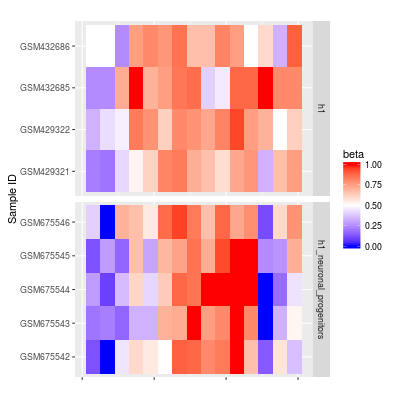 GSM432686
GSM432685
GSM429322
GSM429321
h1
GSM675546
GSM675545
GSM675544
GSM675543
GSM675542
h1_neuronal_progenitors
Sample ID
beta
1.00
0.75
0.50
0.25
0.00